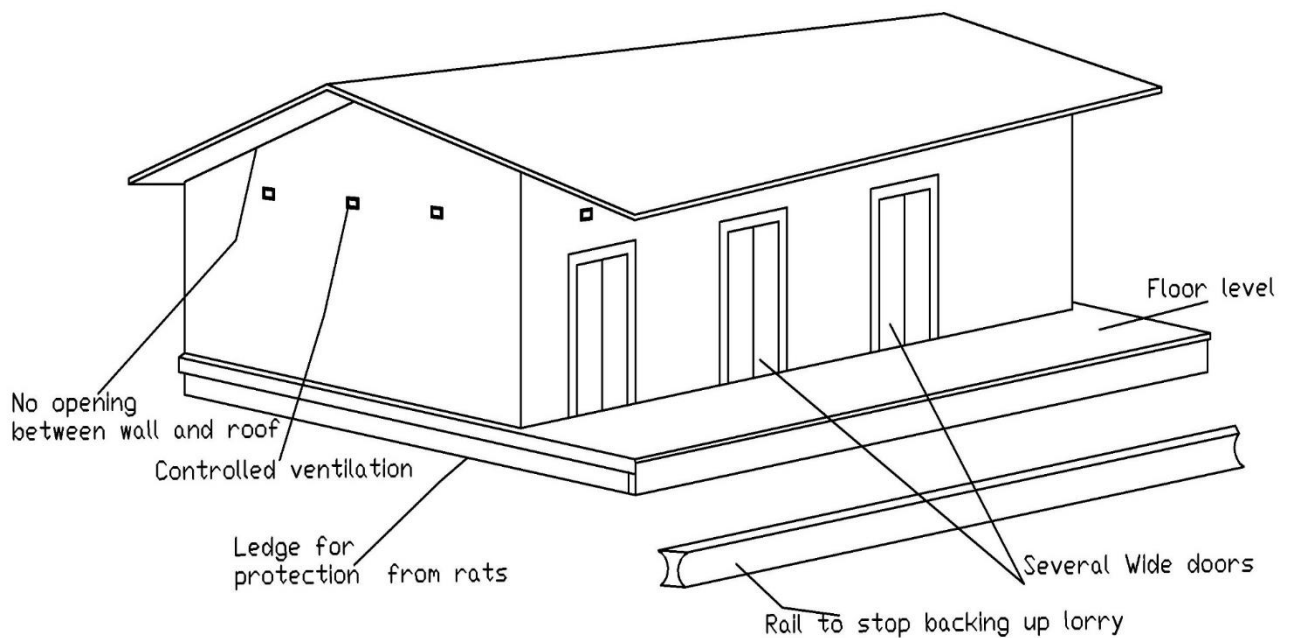 Floor level
No opening
between wall and roof
Controlled ventilation
Ledge for
protection from rats
Several Wide doors
Rail to stop backing up lorry